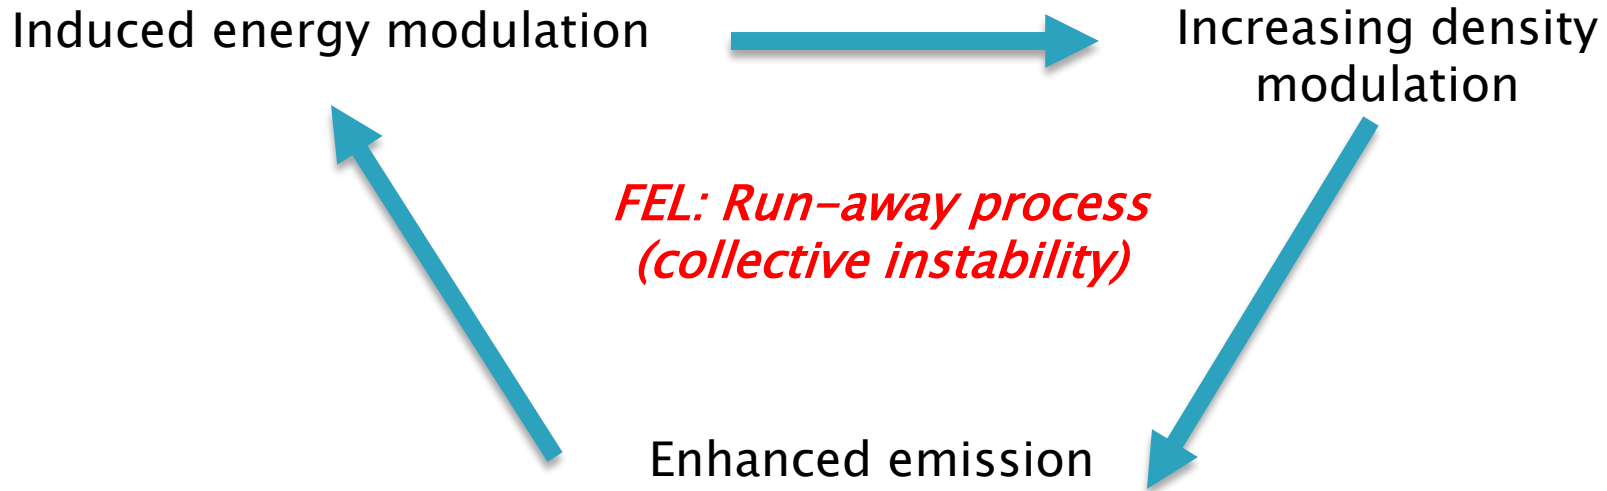 Induced energy modulation
Increasing density
modulation
FEL: Run-away process
(collective instability)
Enhanced emission